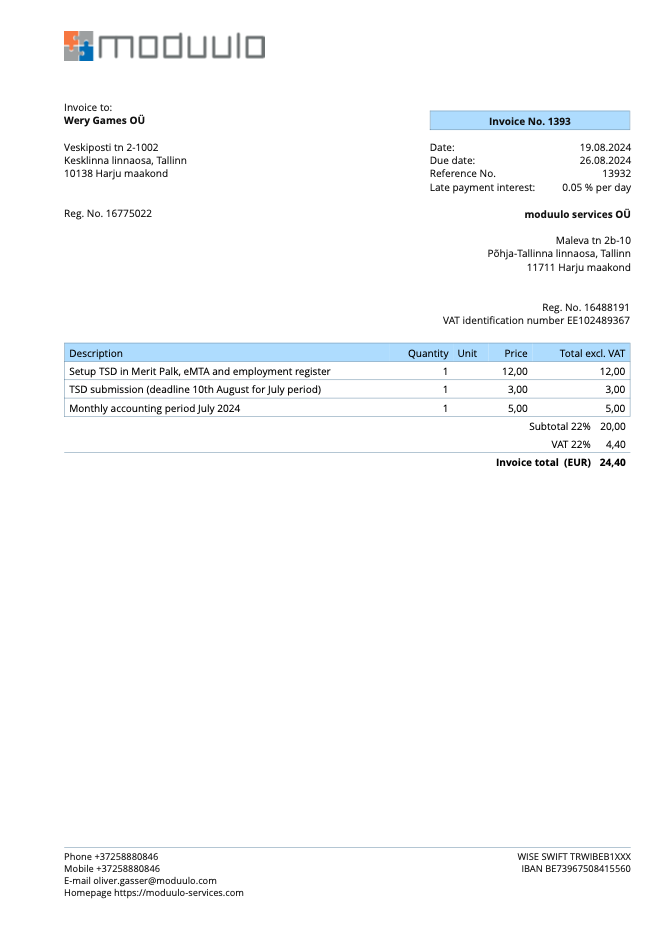 moduulo
Invoice to:
Wery Games OÜ
Veskiposti tn 2-1002
Kesklinna linnaosa, Tallinn
10138 Harju maakond
Reg. No. 16775022
Invoice No. 1393
Date: 19.08.2024
Due date: 26.08.2024
Reference No. 13932
Late payment interest: 0.05 % per day
moduulo services OÜ
Maleva tn 2b-10
Põhja-Tallinna linnaosa, Tallinn
11711 Harju maakond
Reg. No. 16488191
VAT identification number EE102489367
Description Quantity Unit Price Total excl. VAT
Setup TSD in Merit Palk, eMTA and employment register 1 12,00 12,00
TSD submission (deadline 10th August for July period) 1 3,00 3,00
Monthly accounting period July 2024 1 5,00 5,00
Subtotal 22% 20,00
VAT 22% 4,40
Invoice total (EUR) 24,40
Phone +37258880846
Mobile +37258880846
E-mail oliver.gasser@moduulo.com
Homepage https://moduulo-services.com
WISE SWIFT TRWIBEB1XXX
IBAN BE73967508415560